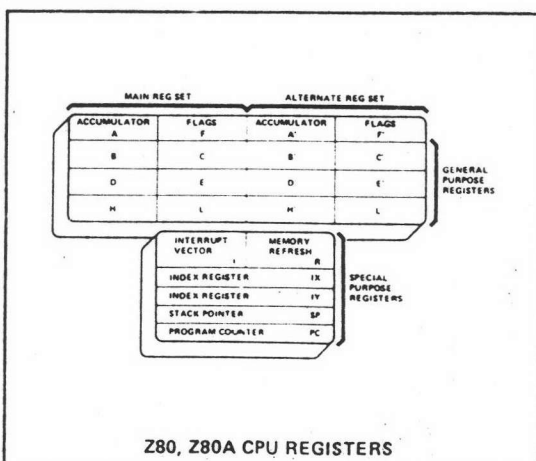 MAIN REG SET ALTERNATE REG SET
ACCUMULATOR FLAGS ACCUMULATOR FLAGS
A F A' F'
B C B' C'
D E D E'
H L H' L
GENERAL
PURPOSE
REGISTERS
INTERRUPT MEMORY
VECTOR REFRESH
I R
INDEX REGISTER IX
INDEX REGISTER IY
STACK POINTER SP
PROGRAM COUNTER PC
SPECIAL
PURPOSE
REGISTERS
Z80, Z80A CPU REGISTERS